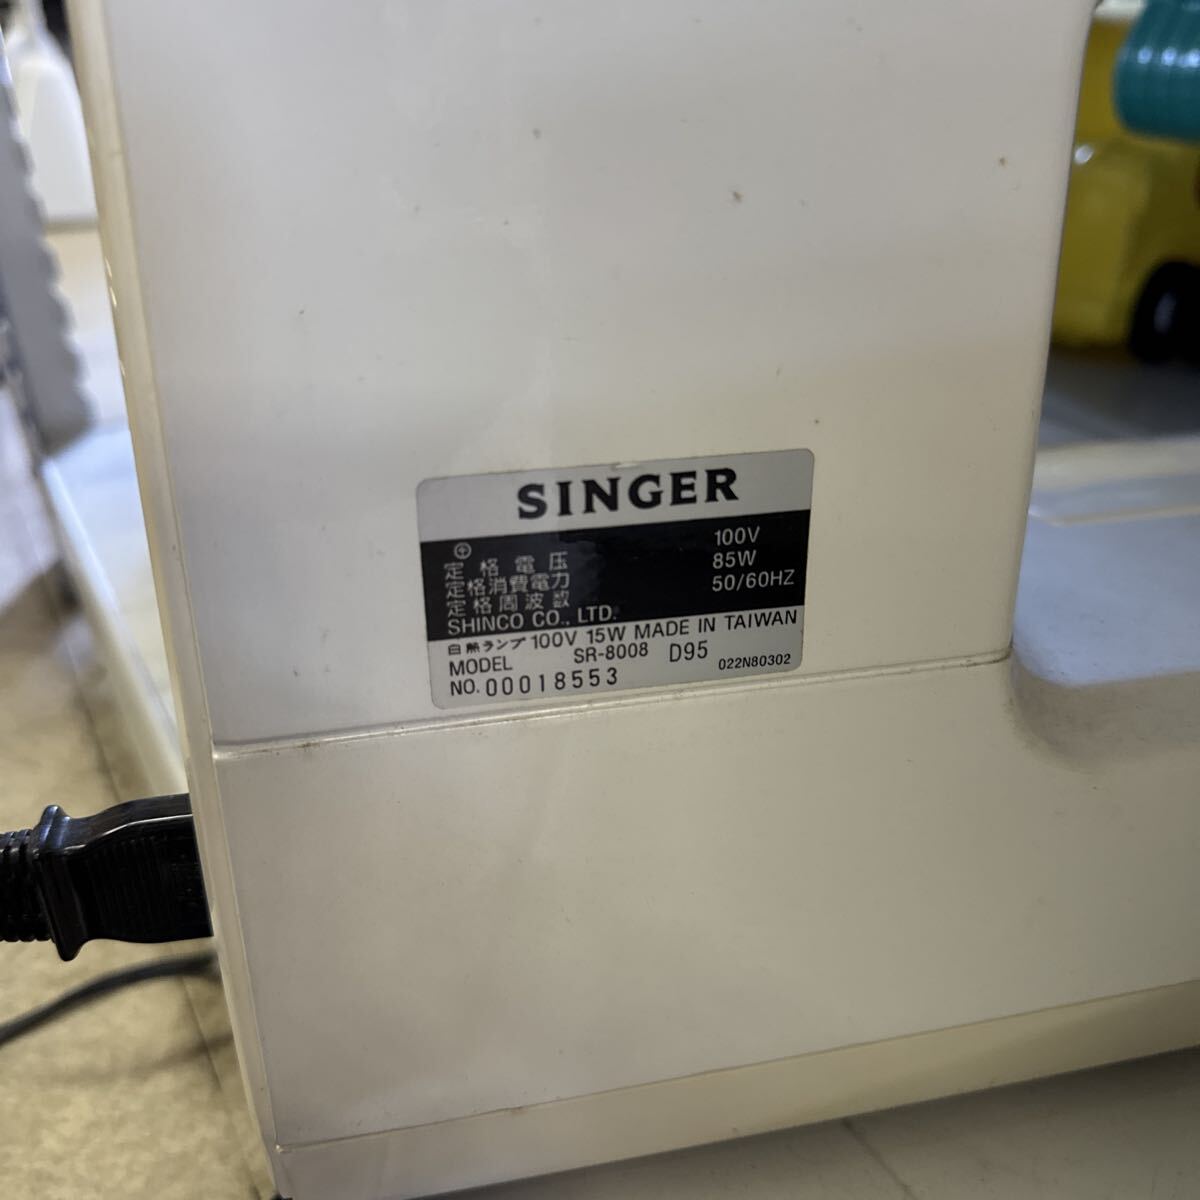 SINGER
定格電圧 100V
定格消費電力 85W
定格周波数 50/60HZ
SHINCO CO., LTD.
白熱ランプ 100V 15W MADE IN TAIWAN
MODEL SR-8008 D95
NO. 00018553 022N80302